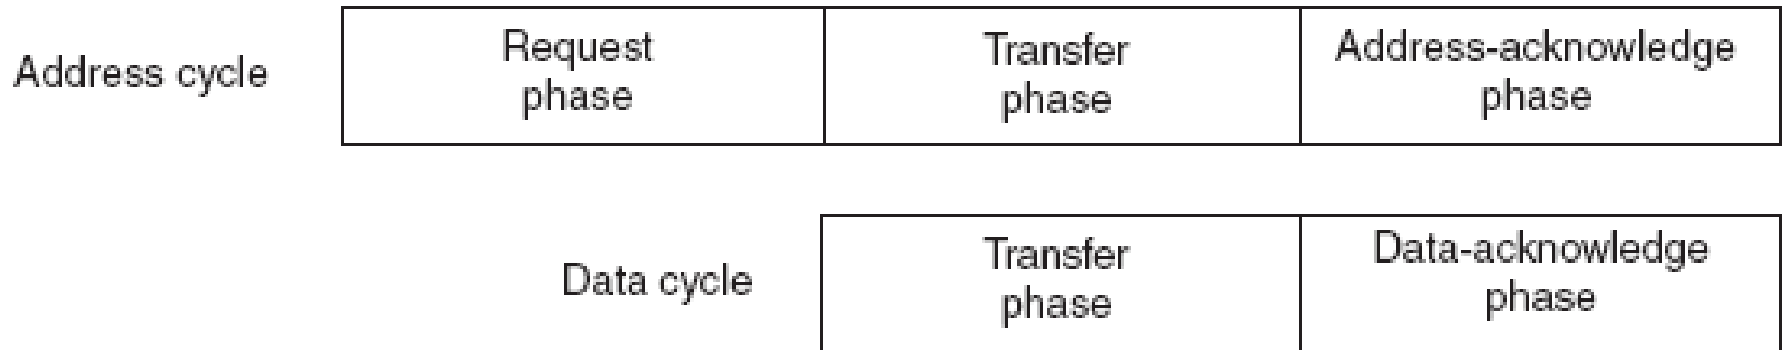 Address cycle
Request
phase
Transfer
phase
Address-acknowledge
phase
Data cycle
Transfer
phase
Data-acknowledge
phase